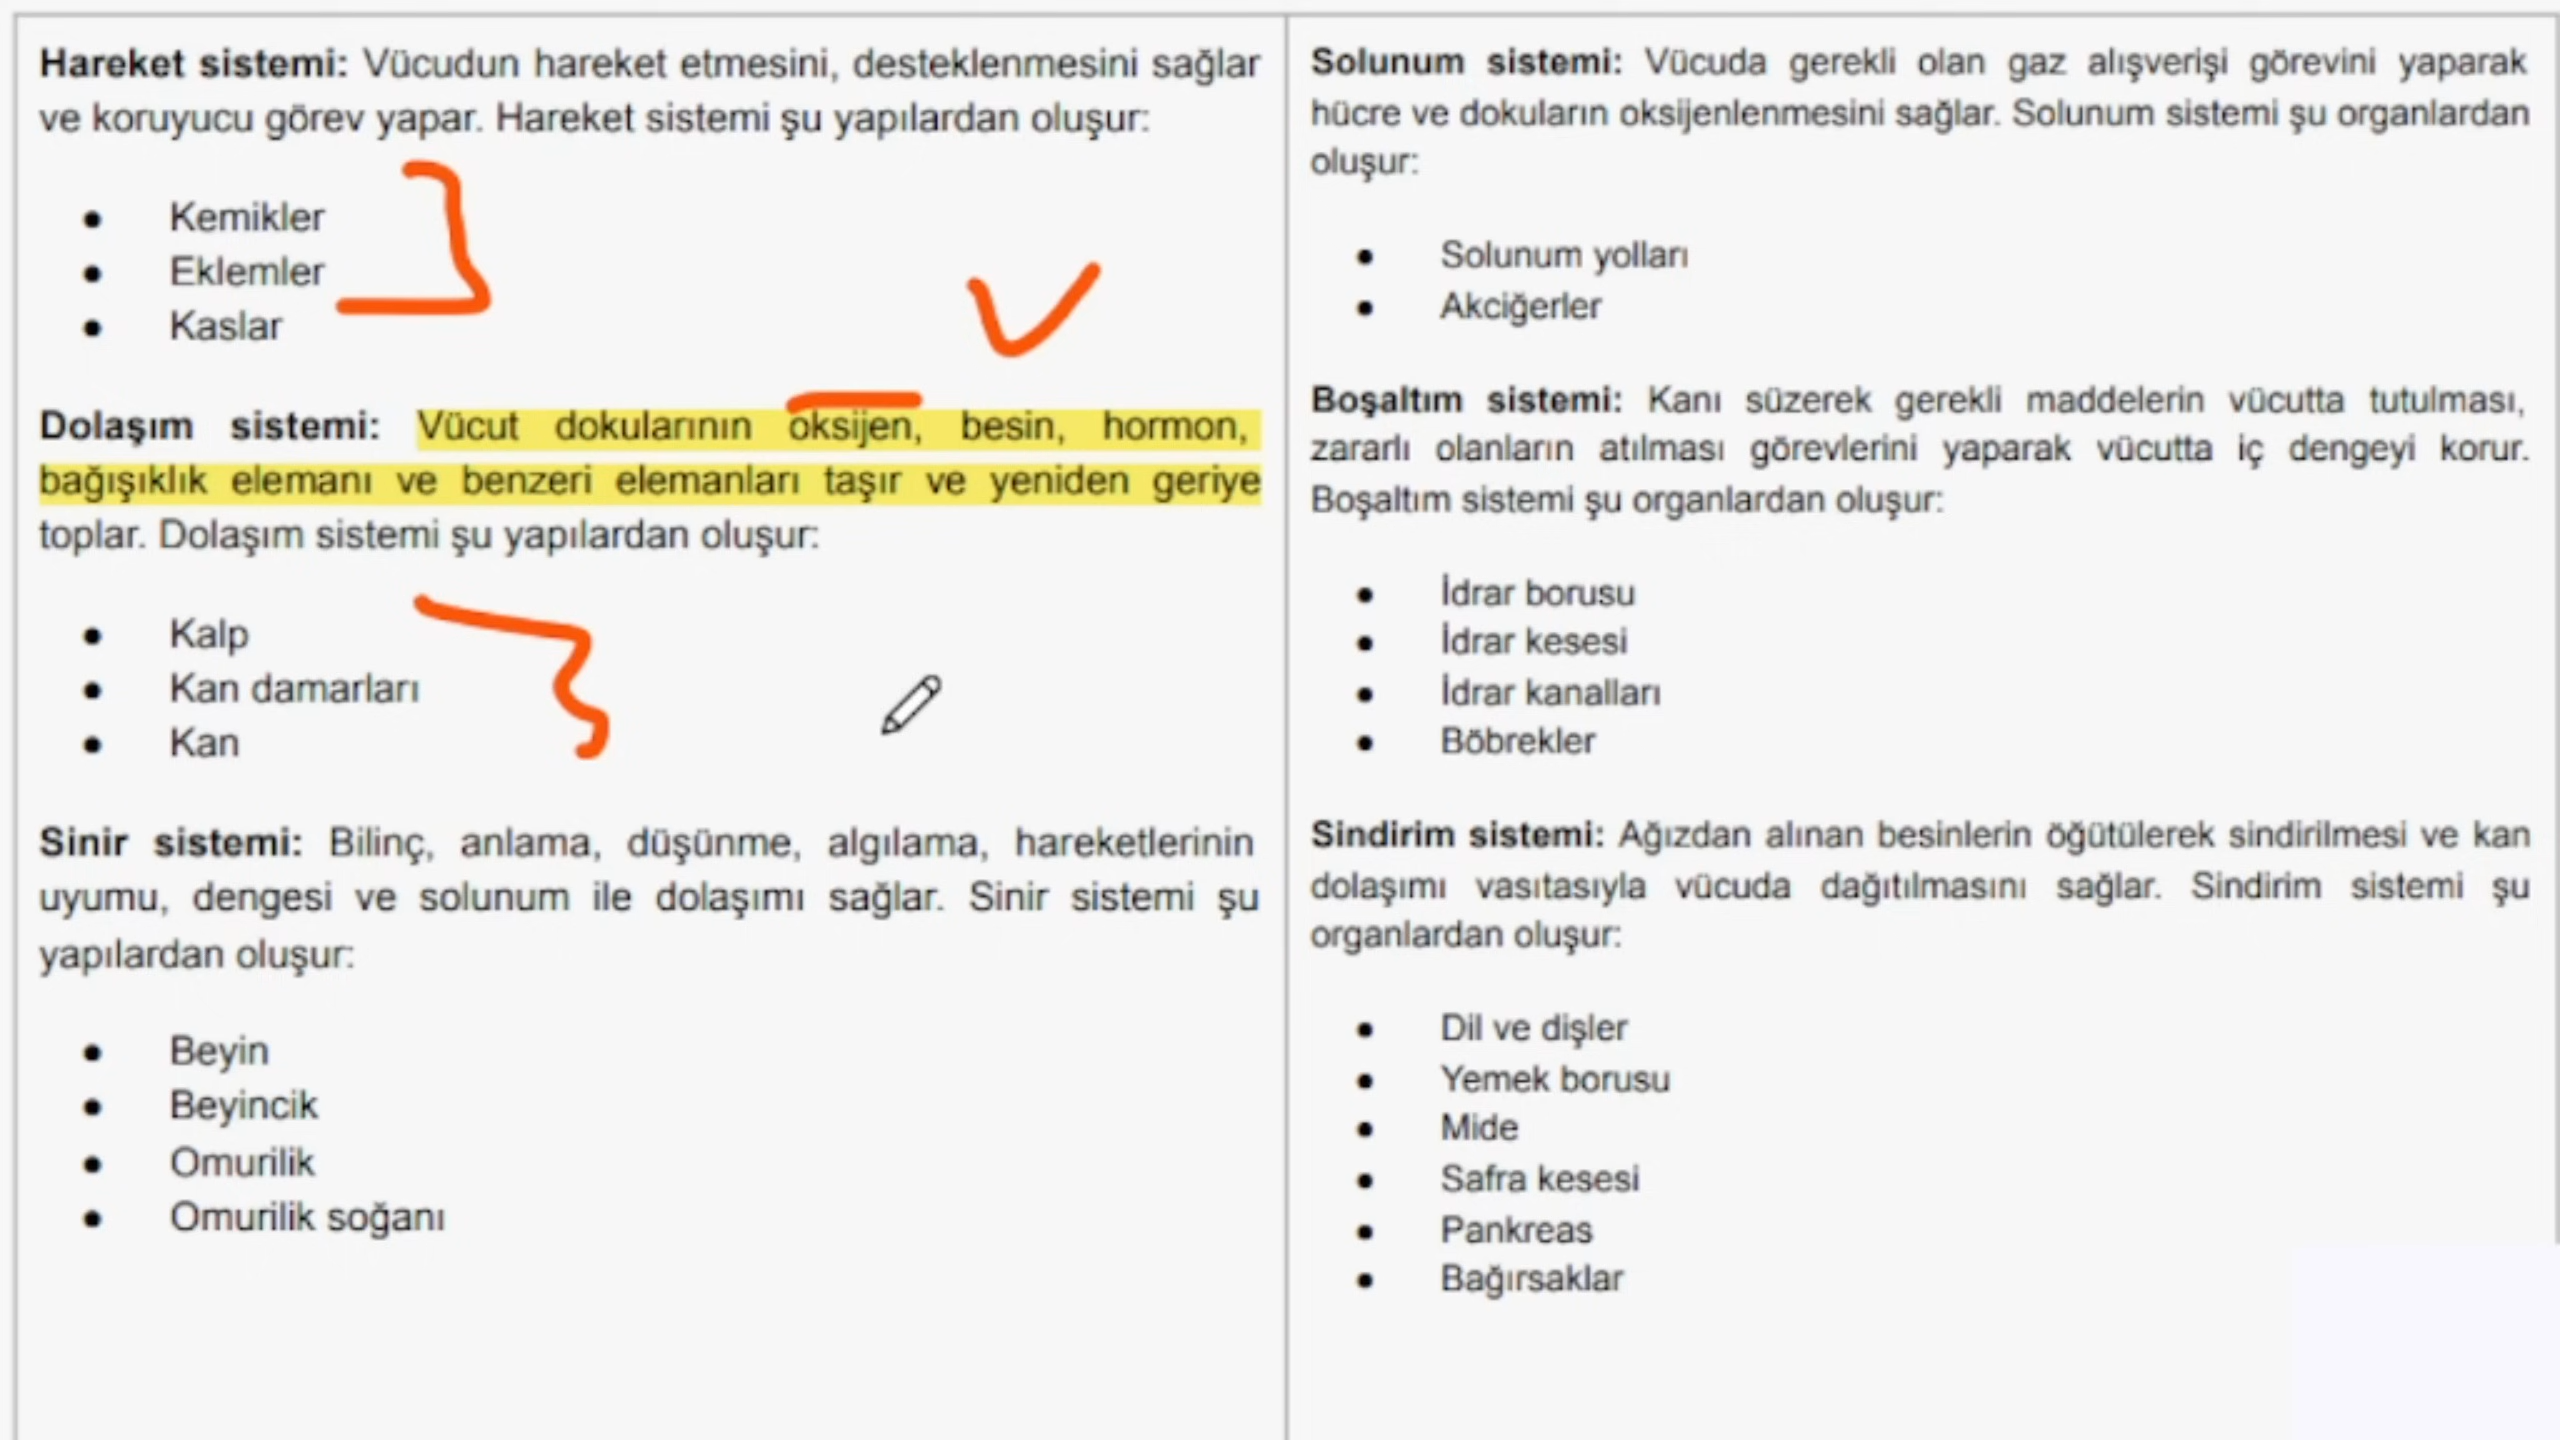 Hareket sistemi: Vücudun hareket etmesini, desteklenmesini sağlar
ve koruyucu görev yapar. Hareket sistemi şu yapılardan oluşur:
● Kemikler
● Eklemler
● Kaslar
Dolaşım sistemi: Vücut dokularının oksijen, besin, hormon,
bağışıklık elemanı ve benzeri elemanları taşır ve yeniden geriye
toplar. Dolaşım sistemi şu yapılardan oluşur:
● Kalp
● Kan damarları
● Kan
Sinir sistemi: Bilinç, anlama, düşünme, algılama, hareketlerinin
uyumu, dengesi ve solunum ile dolaşımı sağlar. Sinir sistemi şu
yapılardan oluşur:
● Beyin
● Beyincik
● Omurilik
● Omurilik soğanı
Solunum sistemi: Vücuda gerekli olan gaz alışverişi görevini yaparak
hücre ve dokuların oksijenlenmesini sağlar. Solunum sistemi şu organlardan
oluşur:
● Solunum yolları
● Akciğerler
Boşaltım sistemi: Kanı süzerek gerekli maddelerin vücutta tutulması,
zararlı olanların atılması görevlerini yaparak vücutta iç dengeyi korur.
Boşaltım sistemi şu organlardan oluşur:
● İdrar borusu
● İdrar kesesi
● İdrar kanalları
● Böbrekler
Sindirim sistemi: Ağızdan alınan besinlerin öğütülerek sindirilmesi ve kan
dolaşımı vasıtasıyla vücuda dağıtılmasını sağlar. Sindirim sistemi şu
organlardan oluşur:
● Dil ve dişler
● Yemek borusu
● Mide
● Safra kesesi
● Pankreas
● Bağırsaklar